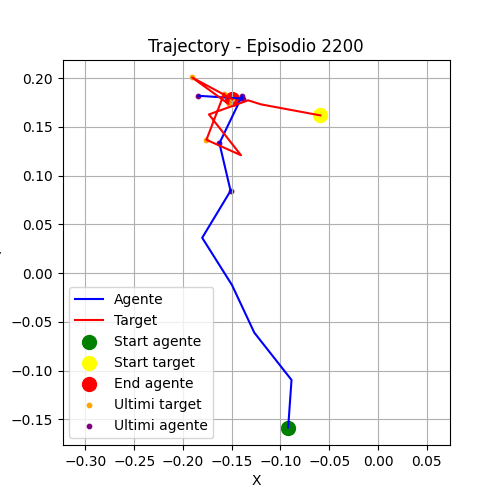 Trajectory - Episodio 2200
0.20
0.15
0.10
0.05
0.00
−0.05
−0.10
−0.15
Agente
Target
Start agente
Start target
End agente
Ultimi target
Ultimi agente
−0.30 −0.25 −0.20 −0.15 −0.10 −0.05 0.00 0.05
X